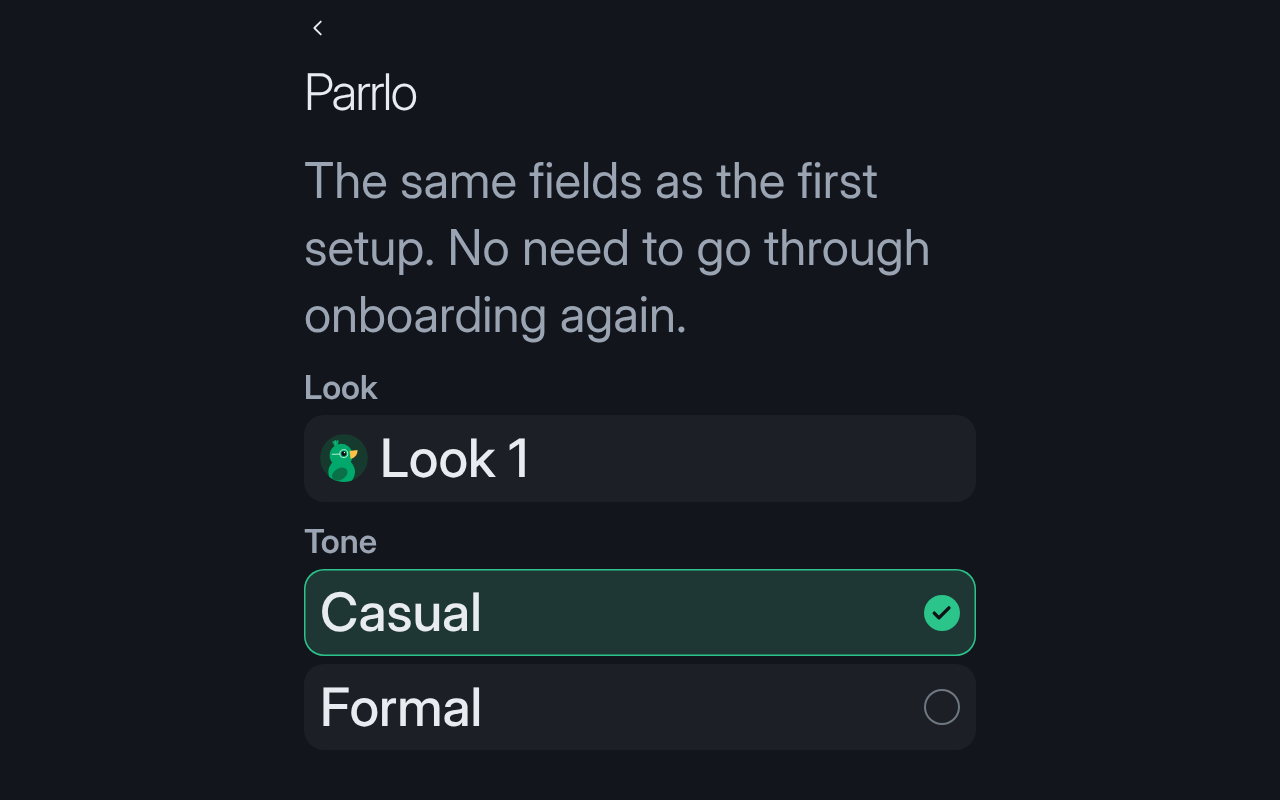 Parrlo
The same fields as the first
setup. No need to go through
onboarding again.
Look
Look 1
Tone
Casual
Formal